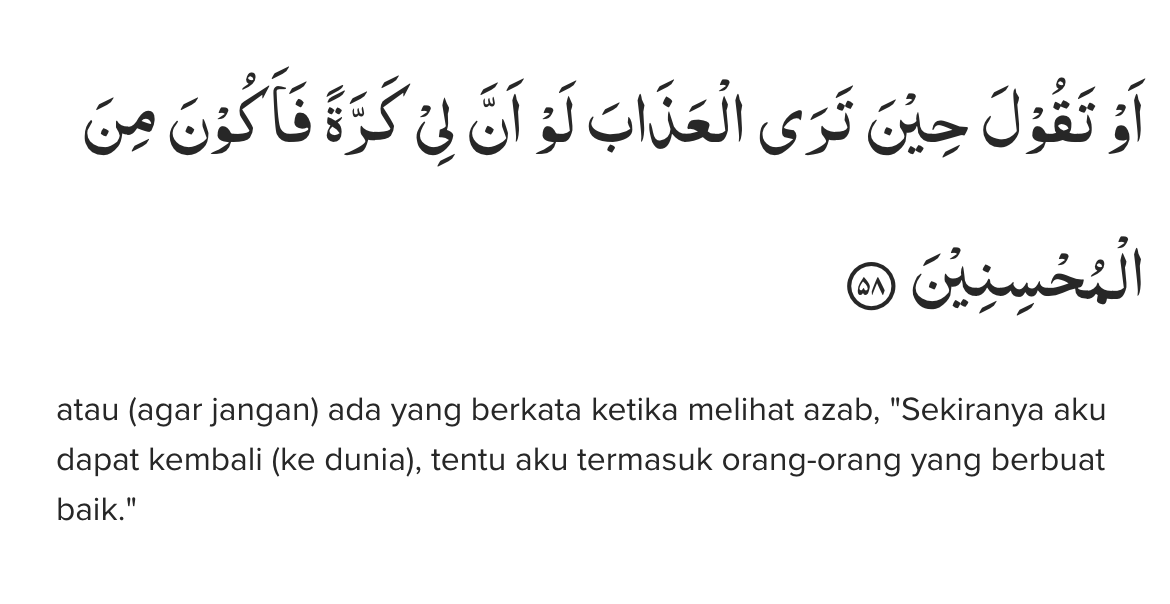 اَوْ تَقُوْلَ حِيْنَ تَرَى الْعَذَابَ لَوْ اَنَّ لِيْ كَرَّةً فَاَكُوْنَ مِنَ
الْمُحْسِنِيْنَ ۵۸
atau (agar jangan) ada yang berkata ketika melihat azab, "Sekiranya aku
dapat kembali (ke dunia), tentu aku termasuk orang-orang yang berbuat
baik."